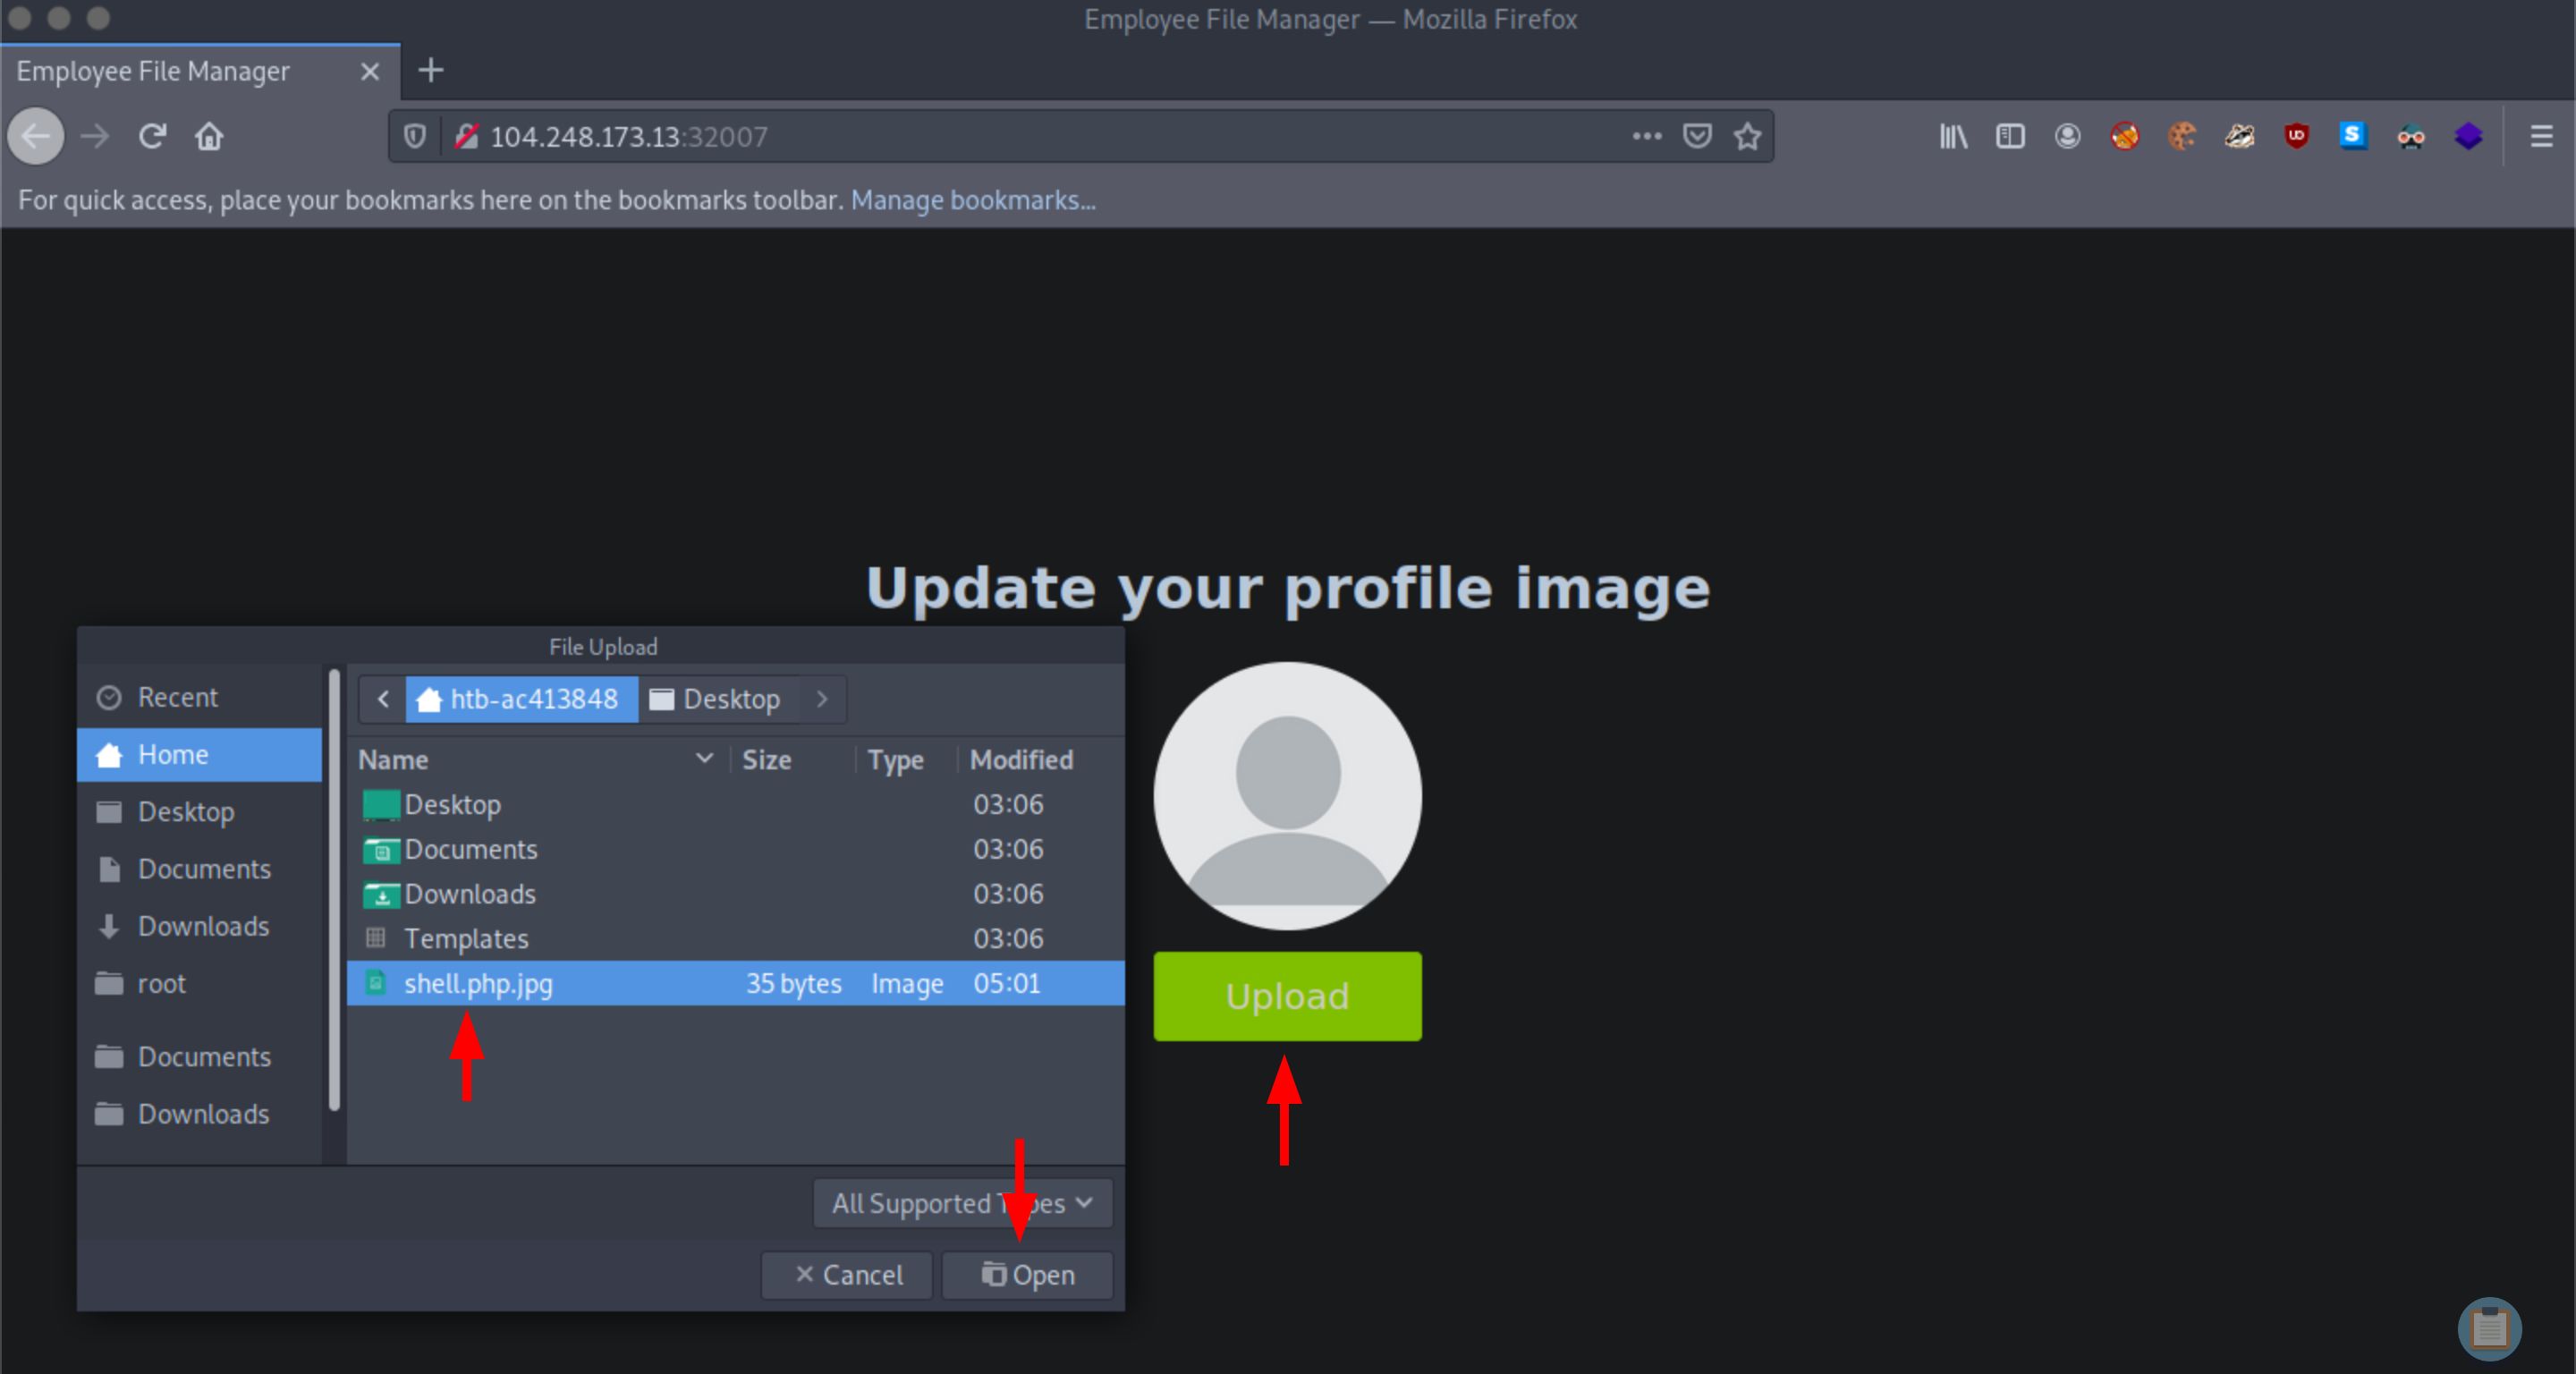 Employee File Manager — Mozilla Firefox
Employee File Manager
104.248.173.13:32007
For quick access, place your bookmarks here on the bookmarks toolbar. Manage bookmarks...
Update your profile image
File Upload
Recent
Home
Desktop
Documents
Downloads
root
Documents
Downloads
htb-ac413848 Desktop
Name Size Type Modified
Desktop 03:06
Documents 03:06
Downloads 03:06
Templates 03:06
shell.php.jpg 35 bytes Image 05:01
All Supported Types
Cancel Open
Upload